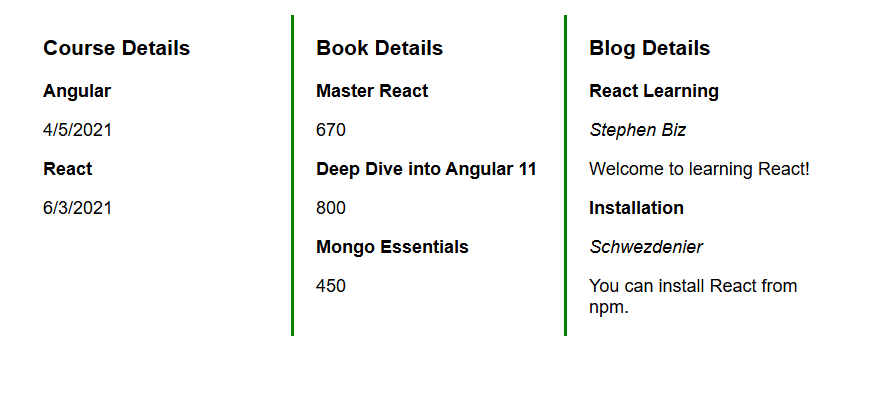 Course Details
Angular
4/5/2021
React
6/3/2021
Book Details
Master React
670
Deep Dive into Angular 11
800
Mongo Essentials
450
Blog Details
React Learning
Stephen Biz
Welcome to learning React!
Installation
Schwezdenier
You can install React from
npm.